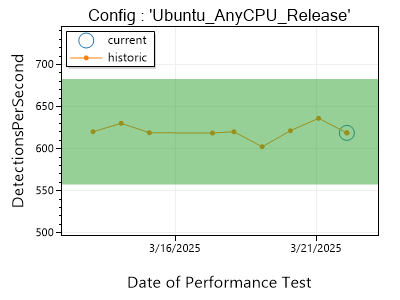 Config : 'Ubuntu_AnyCPU_Release'
current
historic
DetectionsPerSecond
700
650
600
550
500
3/16/2025
3/21/2025
Date of Performance Test